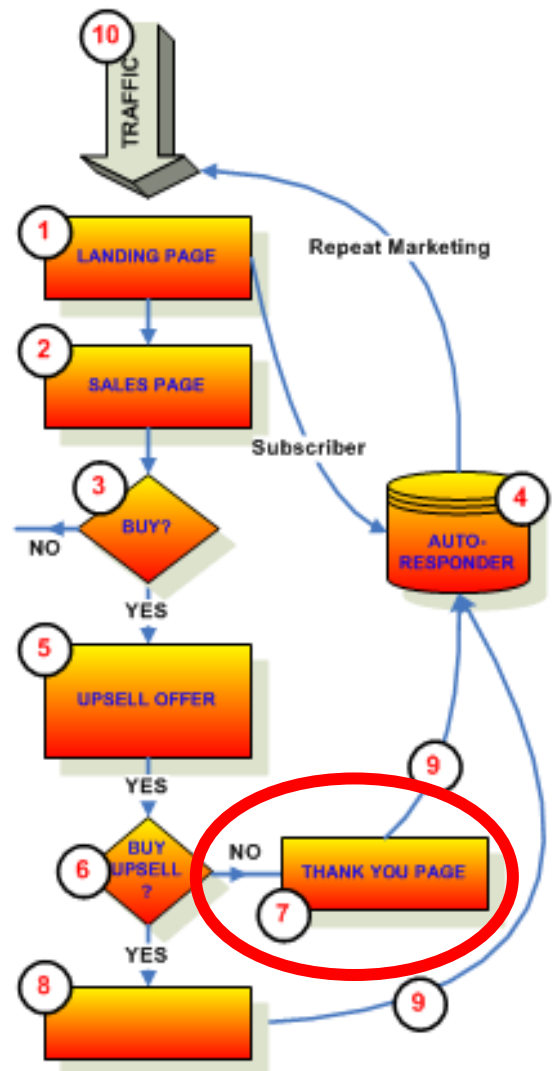 10
TRAFFIC
1
LANDING PAGE
Repeat Marketing
2
SALES PAGE
Subscriber
3
BUY?
NO
4
AUTO-
RESPONDER
YES
5
UPSELL OFFER
YES
9
6
BUY
UPSELL
?
NO
THANK YOU PAGE
7
YES
8
9